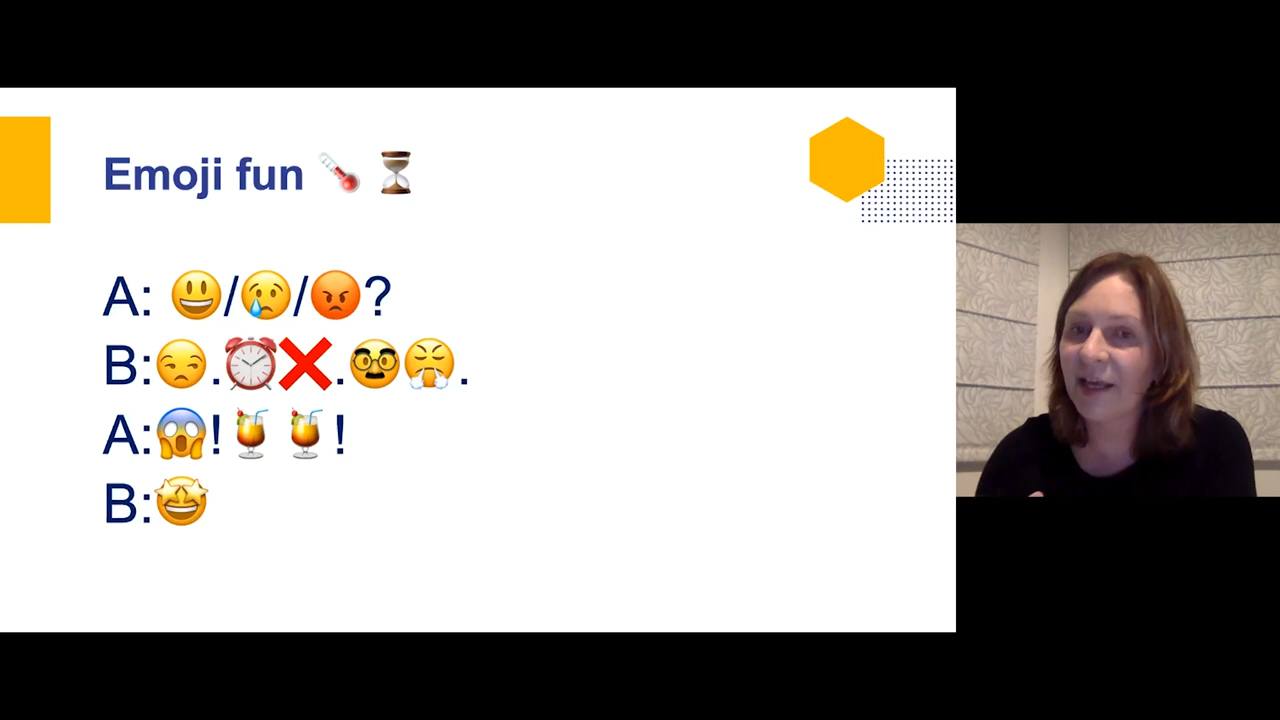 Emoji fun 🌡️ ⏳
A: 😃/😢/😡?
B:😒.⏰❌.🥸😤.
A:😱!🍹🍹!
B:🤩